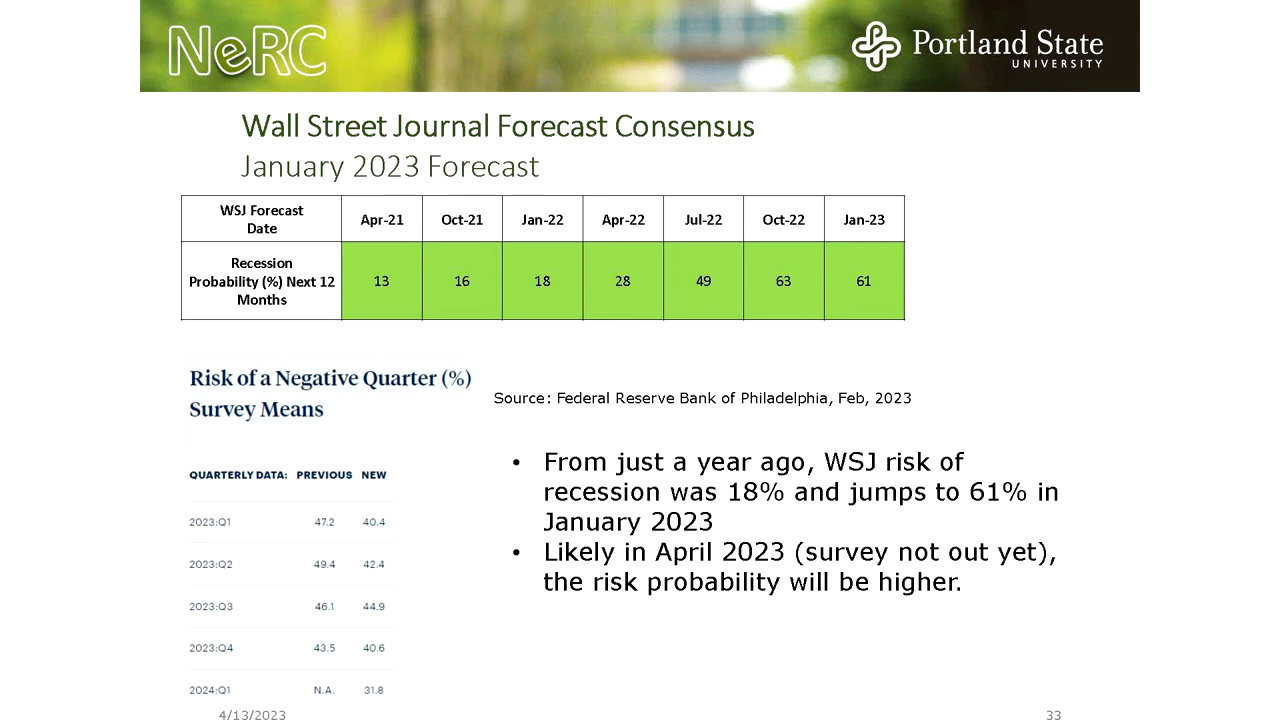 NeRC
Portland State
UNIVERSITY
Wall Street Journal Forecast Consensus
January 2023 Forecast
WSJ Forecast
Date
Apr-21 Oct-21 Jan-22 Apr-22 Jul-22 Oct-22 Jan-23
Recession
Probability (%) Next 12
Months
13 16 18 28 49 63 61
Risk of a Negative Quarter (%)
Survey Means
Source: Federal Reserve Bank of Philadelphia, Feb, 2023
QUARTERLY DATA: PREVIOUS NEW
2023:Q1 47.2 40.4
2023:Q2 49.4 42.4
2023:Q3 46.1 44.9
2023:Q4 43.5 40.6
2024:Q1 N.A. 31.8
• From just a year ago, WSJ risk of
recession was 18% and jumps to 61% in
January 2023
• Likely in April 2023 (survey not out yet),
the risk probability will be higher.
4/13/2023
33